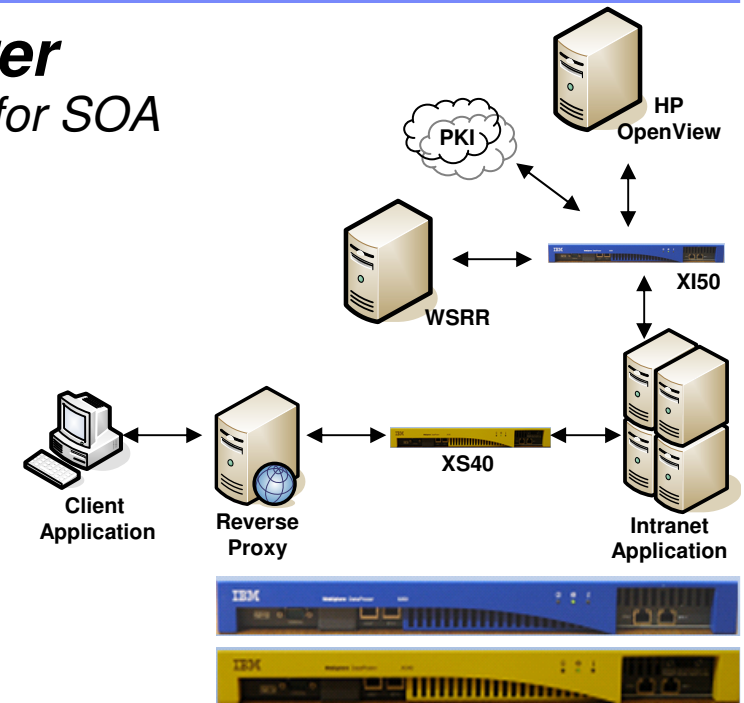 er
for SOA
HP
OpenView
PKI
XI50
WSRR
XS40
Client
Application
Reverse
Proxy
Intranet
Application
IBM
IBM